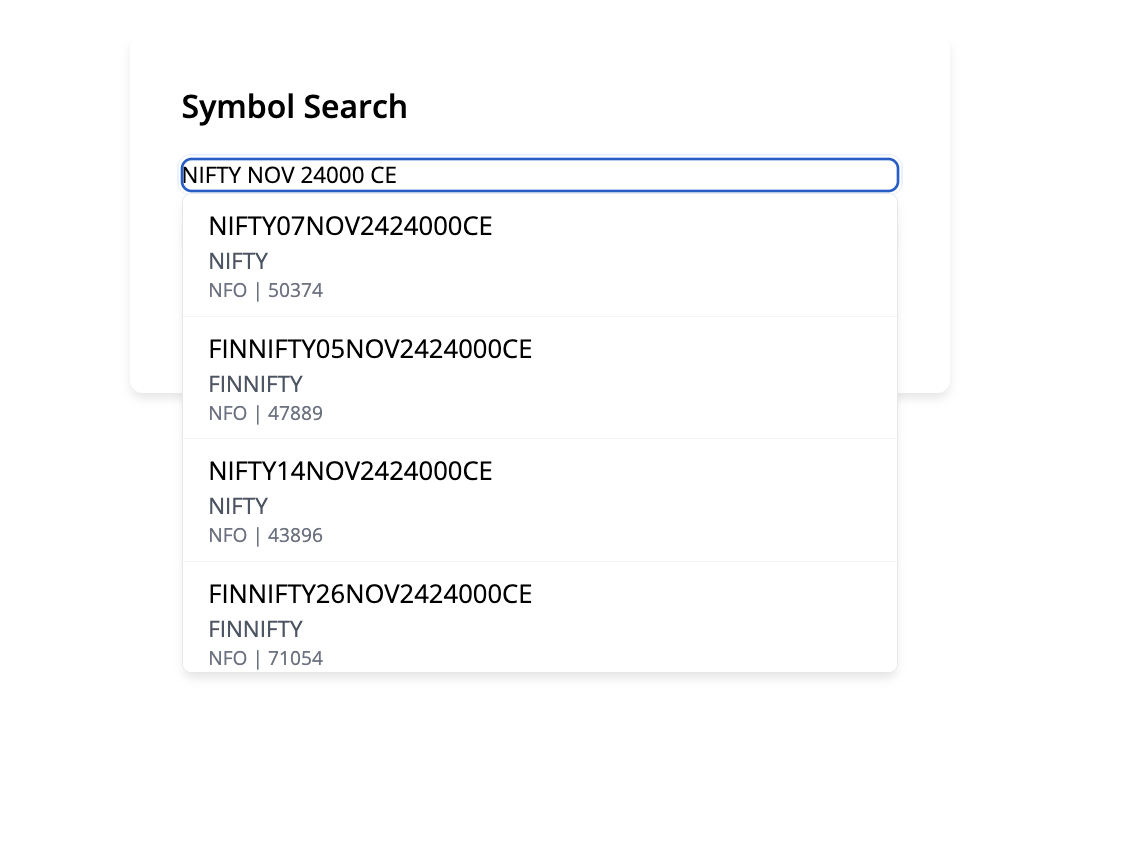 Symbol Search
NIFTY NOV 24000 CE
NIFTY07NOV2424000CE
NIFTY
NFO | 50374
FINNIFTY05NOV2424000CE
FINNIFTY
NFO | 47889
NIFTY14NOV2424000CE
NIFTY
NFO | 43896
FINNIFTY26NOV2424000CE
FINNIFTY
NFO | 71054